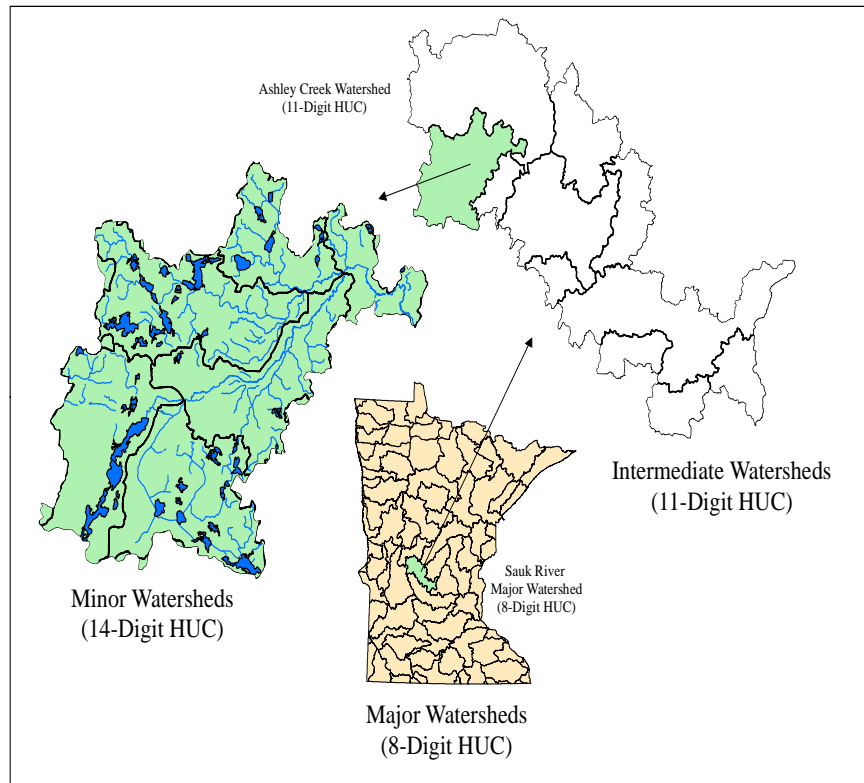 Ashley Creek Watershed
(11-Digit HUC)
Intermediate Watersheds
(11-Digit HUC)
Sauk River
Major Watershed
(8-Digit HUC)
Minor Watersheds
(14-Digit HUC)
Major Watersheds
(8-Digit HUC)